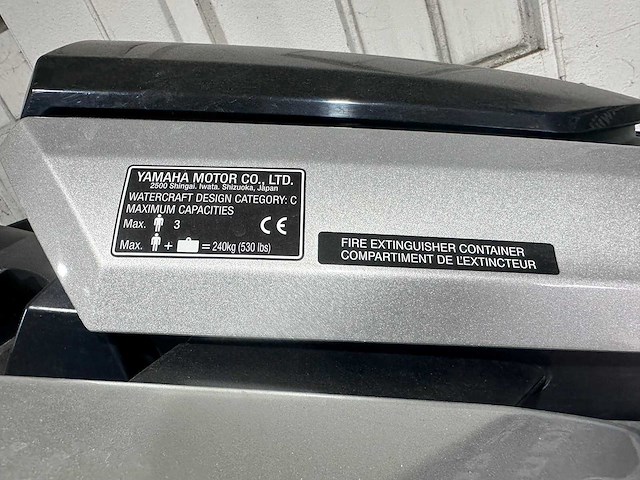 YAMAHA MOTOR CO., LTD.
2500 Shingai. Iwata. Shizuoka, Japan
WATERCRAFT DESIGN CATEGORY: C
MAXIMUM CAPACITIES
Max. 3
CE
Max. + = 240kg (530 lbs)
FIRE EXTINGUISHER CONTAINER
COMPARTIMENT DE L'EXTINCTEUR